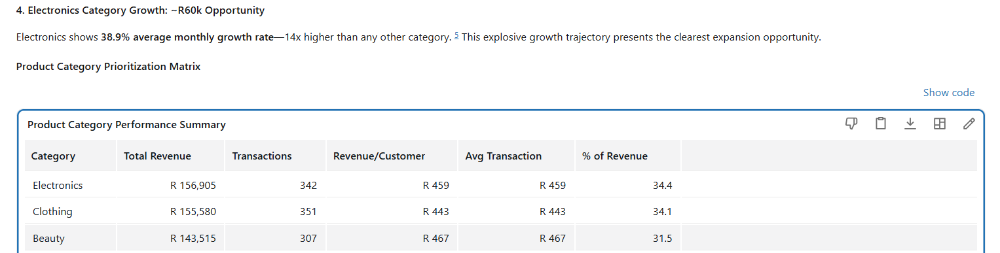 4. Electronics Category Growth: ~R60k Opportunity
Electronics shows 38.9% average monthly growth rate—14x higher than any other category. 5 This explosive growth trajectory presents the clearest expansion opportunity.
Product Category Prioritization Matrix
Show code
Product Category Performance Summary
Category Total Revenue Transactions Revenue/Customer Avg Transaction % of Revenue
Electronics R 156,905 342 R 459 R 459 34.4
Clothing R 155,580 351 R 443 R 443 34.1
Beauty R 143,515 307 R 467 R 467 31.5